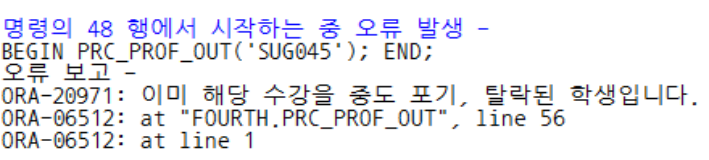 명령의 48 행에서 시작하는 중 오류 발생 -
BEGIN PRC_PROF_OUT('SUG045'); END;
오류 보고 -
ORA-20971: 이미 해당 수강을 중도 포기, 탈락된 학생입니다.
ORA-06512: at "FOURTH.PRC_PROF_OUT", line 56
ORA-06512: at line 1